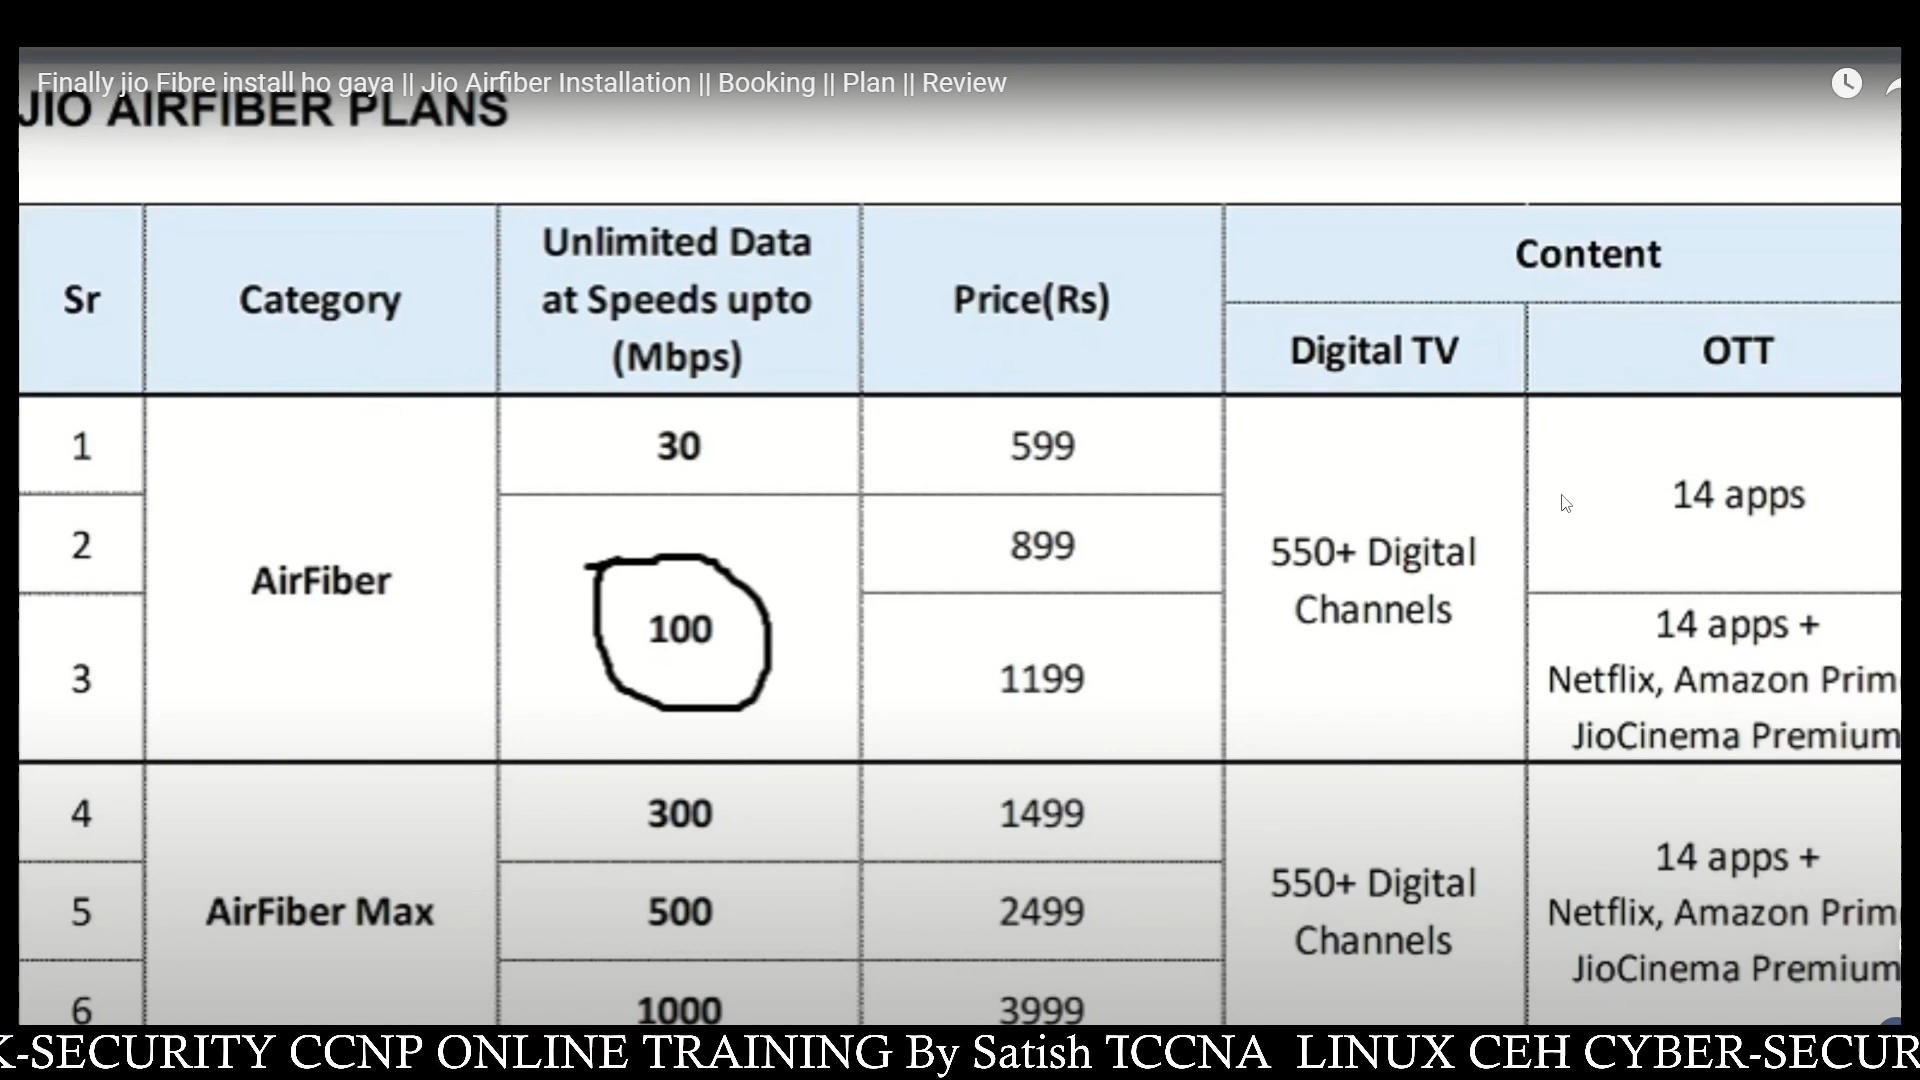 Finally jio Fibre install ho gaya || Jio Airfiber Installation || Booking || Plan || Review
JIO AIRFIBER PLANS
Sr
Category
Unlimited Data
at Speeds upto
(Mbps)
Price(Rs)
Content
Digital TV
OTT
1
30
599
14 apps
2
899
AirFiber
100
550+ Digital
Channels
3
1199
14 apps +
Netflix, Amazon Prim
JioCinema Premium
4
300
1499
5
AirFiber Max
500
2499
550+ Digital
Channels
14 apps +
Netflix, Amazon Prim
JioCinema Premium
6
1000
3999
K-SECURITY CCNP ONLINE TRAINING By Satish TCCNA LINUX CEH CYBER-SECUR